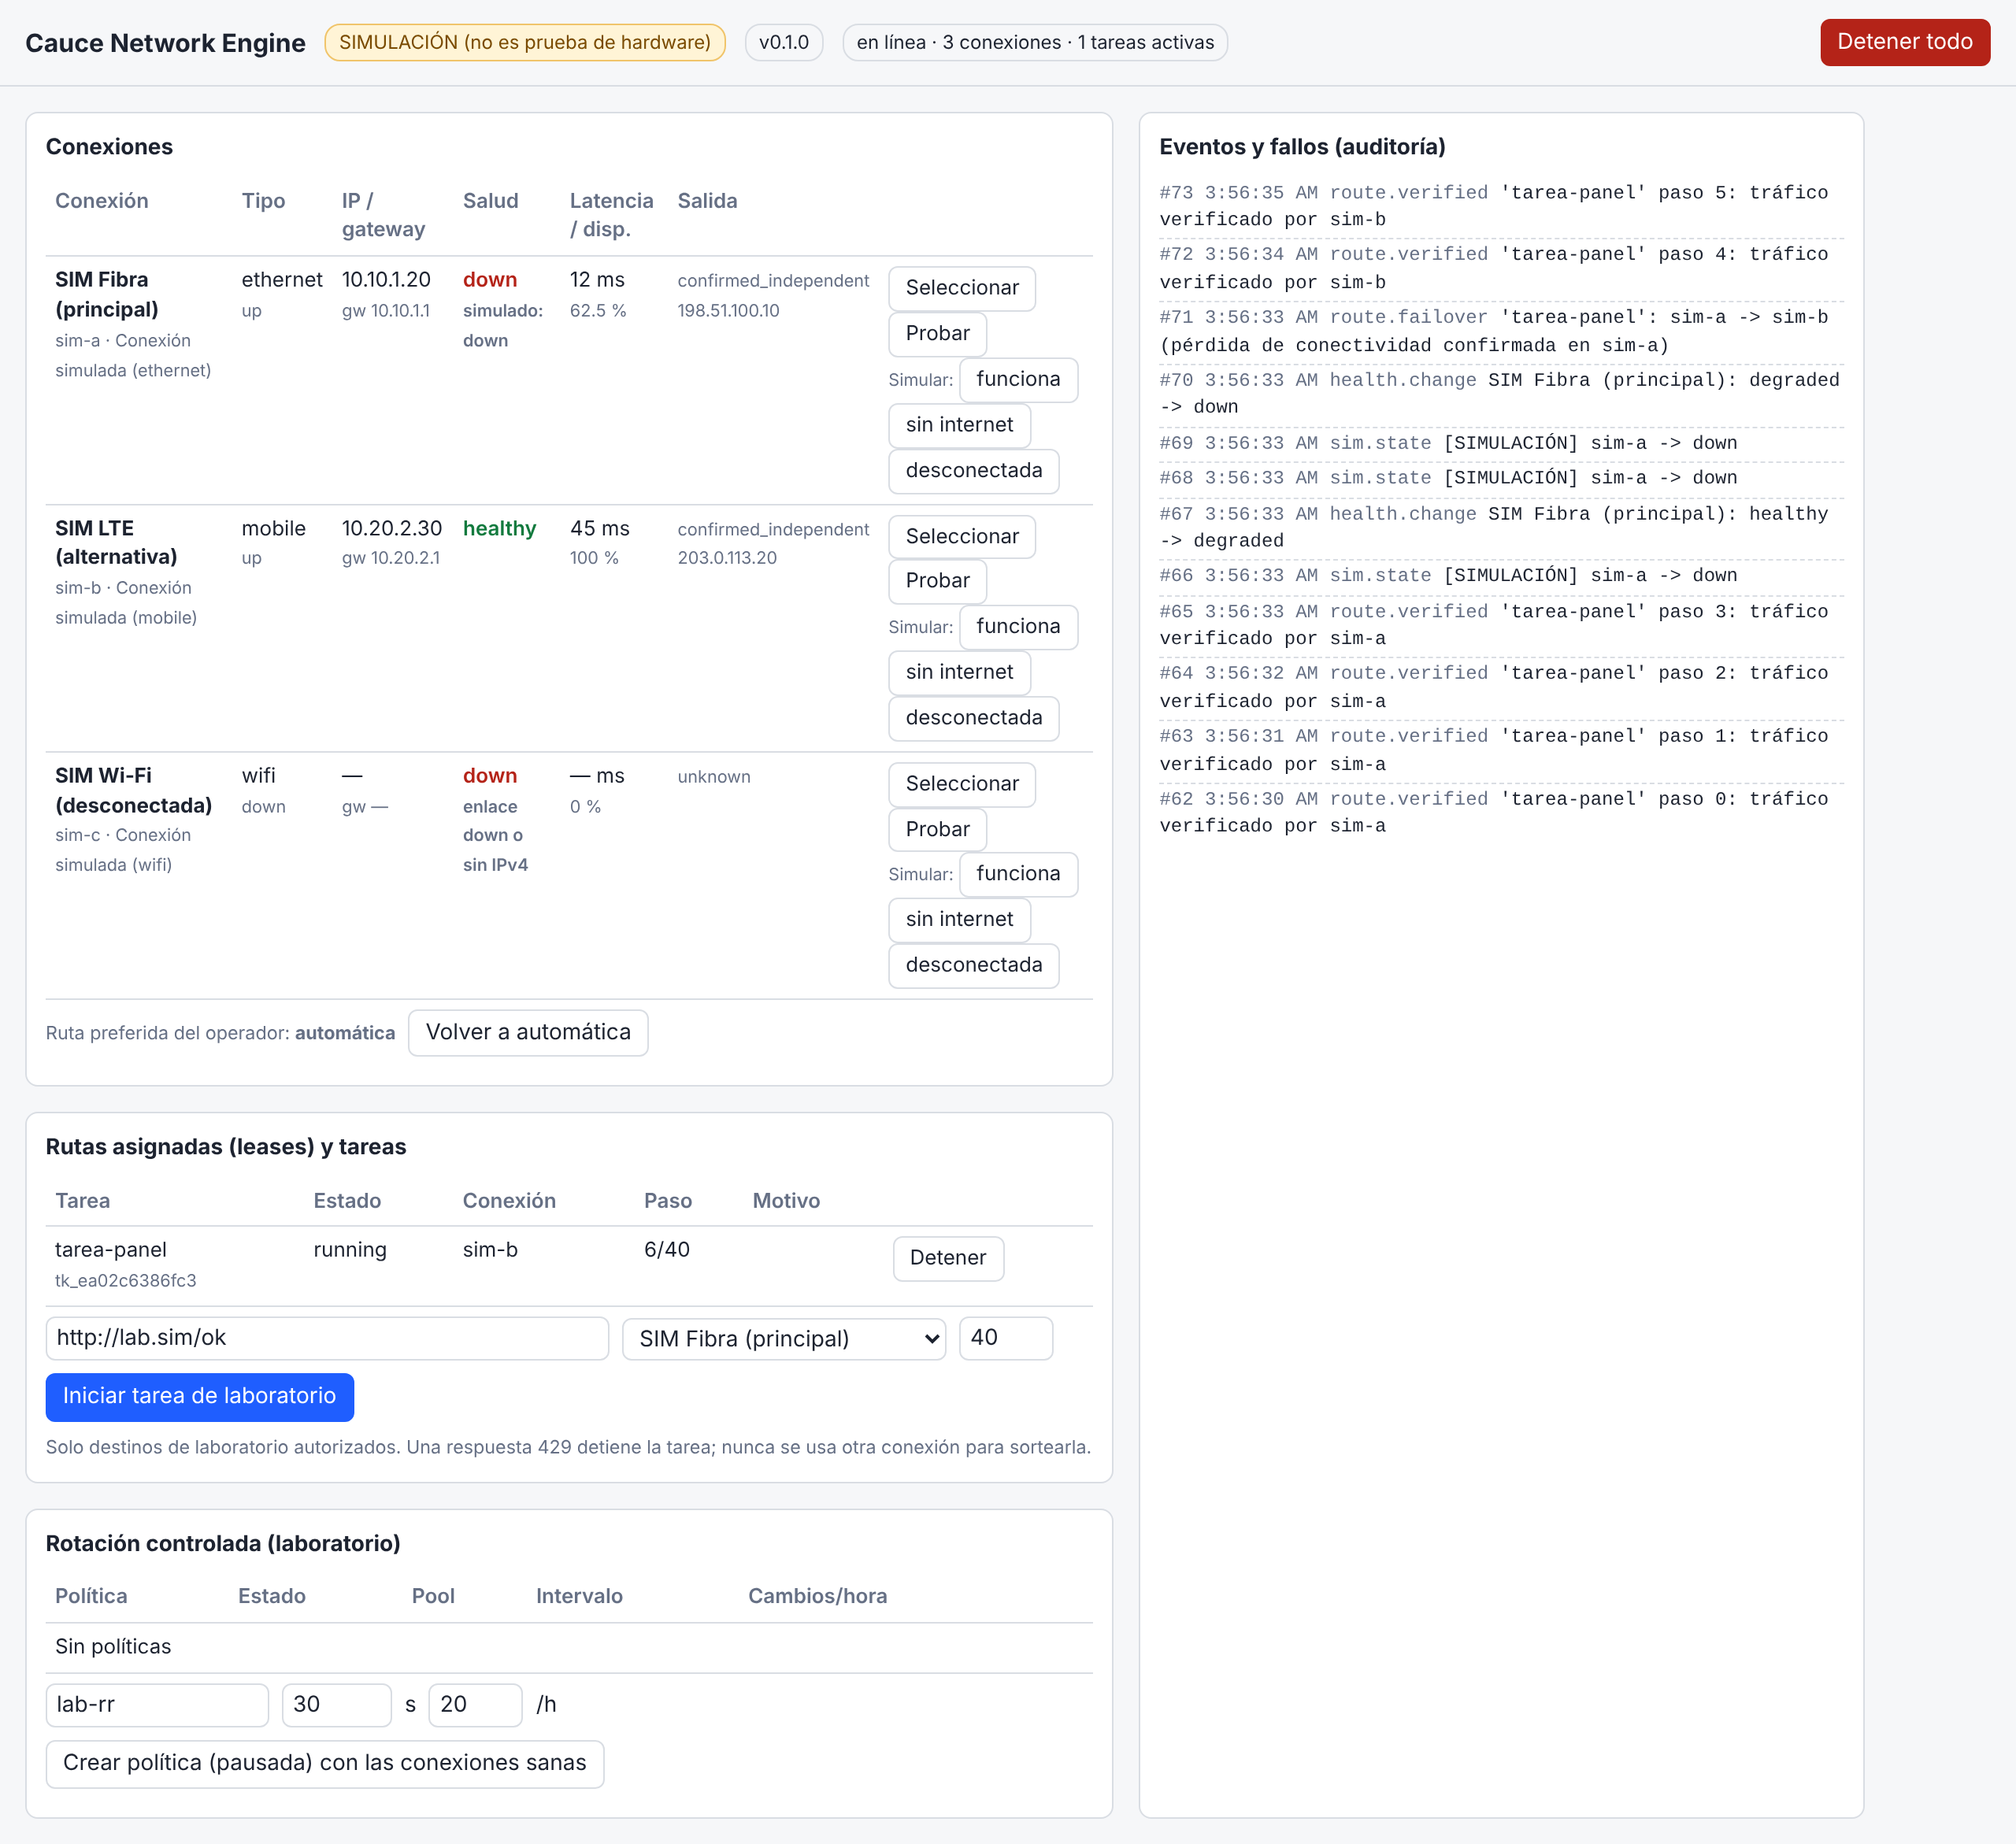 Cauce Network Engine
SIMULACIÓN (no es prueba de hardware)
v0.1.0
en línea · 3 conexiones · 1 tareas activas
Detener todo
Conexiones
Conexión
Tipo
IP /
gateway
Salud
Latencia
/ disp.
Salida
SIM Fibra
(principal)
sim-a · Conexión
simulada (ethernet)
ethernet
up
10.10.1.20
gw 10.10.1.1
down
simulado:
down
12 ms
62.5 %
confirmed_independent
198.51.100.10
Seleccionar
Probar
Simular: funciona
sin internet
desconectada
SIM LTE
(alternativa)
sim-b · Conexión
simulada (mobile)
mobile
up
10.20.2.30
gw 10.20.2.1
healthy
45 ms
100 %
confirmed_independent
203.0.113.20
Seleccionar
Probar
Simular: funciona
sin internet
desconectada
SIM Wi-Fi
(desconectada)
sim-c · Conexión
simulada (wifi)
wifi
down
—
gw —
down
enlace
down o
sin IPv4
— ms
0 %
unknown
Seleccionar
Probar
Simular: funciona
sin internet
desconectada
Ruta preferida del operador: automática
Volver a automática
Rutas asignadas (leases) y tareas
Tarea
Estado
Conexión
Paso
Motivo
tarea-panel
tk_ea02c6386fc3
running
sim-b
6/40
Detener
http://lab.sim/ok
SIM Fibra (principal)
40
Iniciar tarea de laboratorio
Solo destinos de laboratorio autorizados. Una respuesta 429 detiene la tarea; nunca se usa otra conexión para sortearla.
Rotación controlada (laboratorio)
Política
Estado
Pool
Intervalo
Cambios/hora
Sin políticas
lab-rr
30
s
20
/h
Crear política (pausada) con las conexiones sanas
Eventos y fallos (auditoría)
#73 3:56:35 AM route.verified 'tarea-panel' paso 5: tráfico
verificado por sim-b
#72 3:56:34 AM route.verified 'tarea-panel' paso 4: tráfico
verificado por sim-b
#71 3:56:33 AM route.failover 'tarea-panel': sim-a -> sim-b
(pérdida de conectividad confirmada en sim-a)
#70 3:56:33 AM health.change SIM Fibra (principal): degraded
-> down
#69 3:56:33 AM sim.state [SIMULACIÓN] sim-a -> down
#68 3:56:33 AM sim.state [SIMULACIÓN] sim-a -> down
#67 3:56:33 AM health.change SIM Fibra (principal): healthy
-> degraded
#66 3:56:33 AM sim.state [SIMULACIÓN] sim-a -> down
#65 3:56:33 AM route.verified 'tarea-panel' paso 3: tráfico
verificado por sim-a
#64 3:56:32 AM route.verified 'tarea-panel' paso 2: tráfico
verificado por sim-a
#63 3:56:31 AM route.verified 'tarea-panel' paso 1: tráfico
verificado por sim-a
#62 3:56:30 AM route.verified 'tarea-panel' paso 0: tráfico
verificado por sim-a